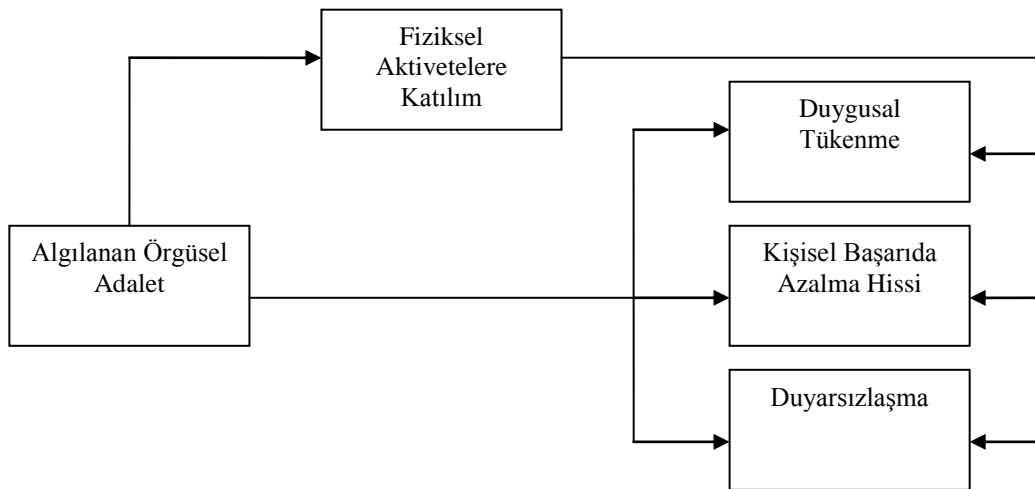 Fiziksel
Aktivetelere
Katılım
Duygusal
Tükenme
Algılanan Örgüsel
Adalet
Kişisel Başarıda
Azalma Hissi
Duyarsızlaşma